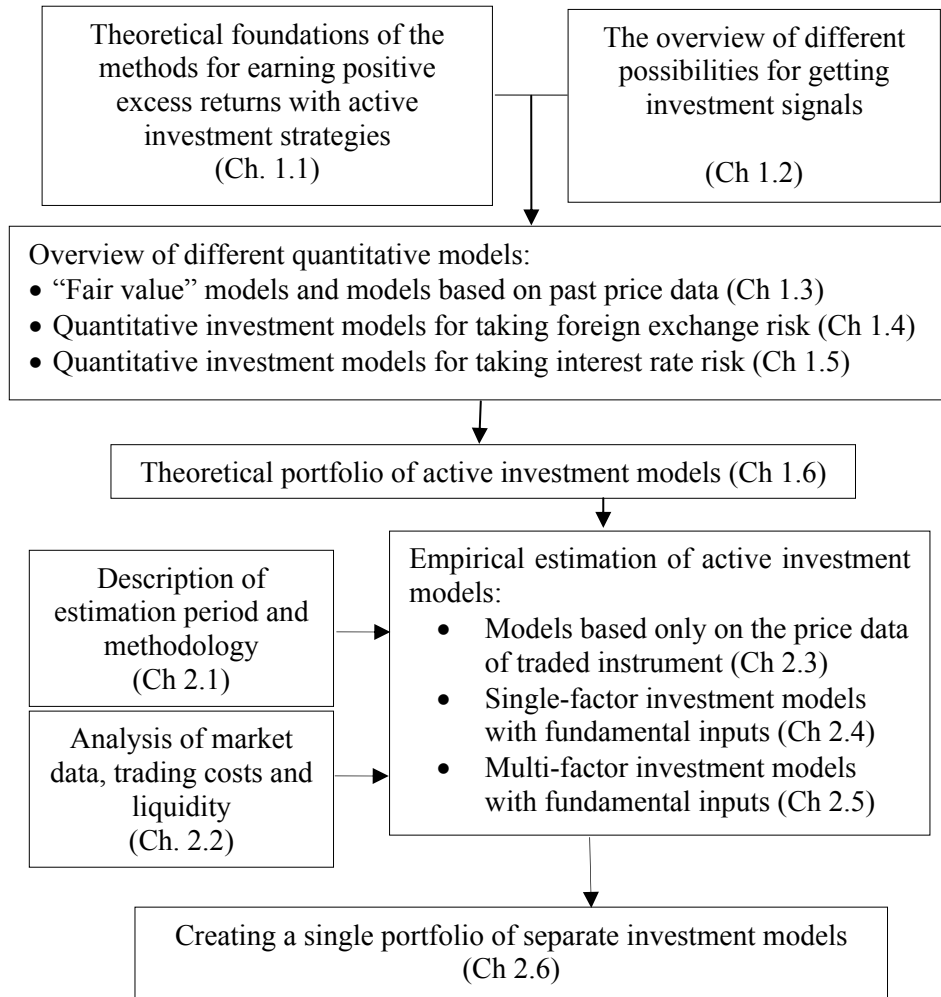 Theoretical foundations of the
methods for earning positive
excess returns with active
investment strategies
(Ch. 1.1)
The overview of different
possibilities for getting
investment signals
(Ch 1.2)
Overview of different quantitative models:
• “Fair value” models and models based on past price data (Ch 1.3)
• Quantitative investment models for taking foreign exchange risk (Ch 1.4)
• Quantitative investment models for taking interest rate risk (Ch 1.5)
Theoretical portfolio of active investment models (Ch 1.6)
Description of
estimation period and
methodology
(Ch 2.1)
Analysis of market
data, trading costs and
liquidity
(Ch. 2.2)
Empirical estimation of active investment
models:
• Models based only on the price data
of traded instrument (Ch 2.3)
• Single-factor investment models
with fundamental inputs (Ch 2.4)
• Multi-factor investment models
with fundamental inputs (Ch 2.5)
Creating a single portfolio of separate investment models
(Ch 2.6)